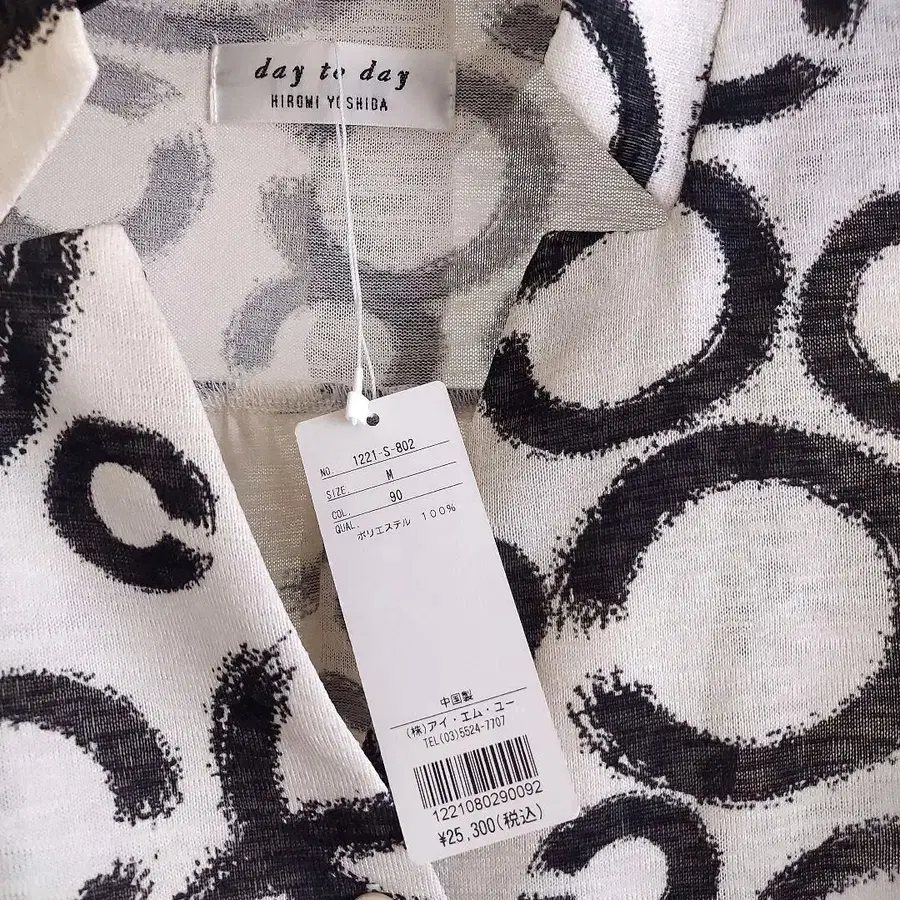 day to day
HIROMI YOSHIDA
NO. 1221-S-802
SIZE. M
COL. 90
QUAL.
ポリエステル 100%
中国製
(株)アイ・エム・ユー
TEL(03)5524-7707
1221080290092
¥25,300(税込)